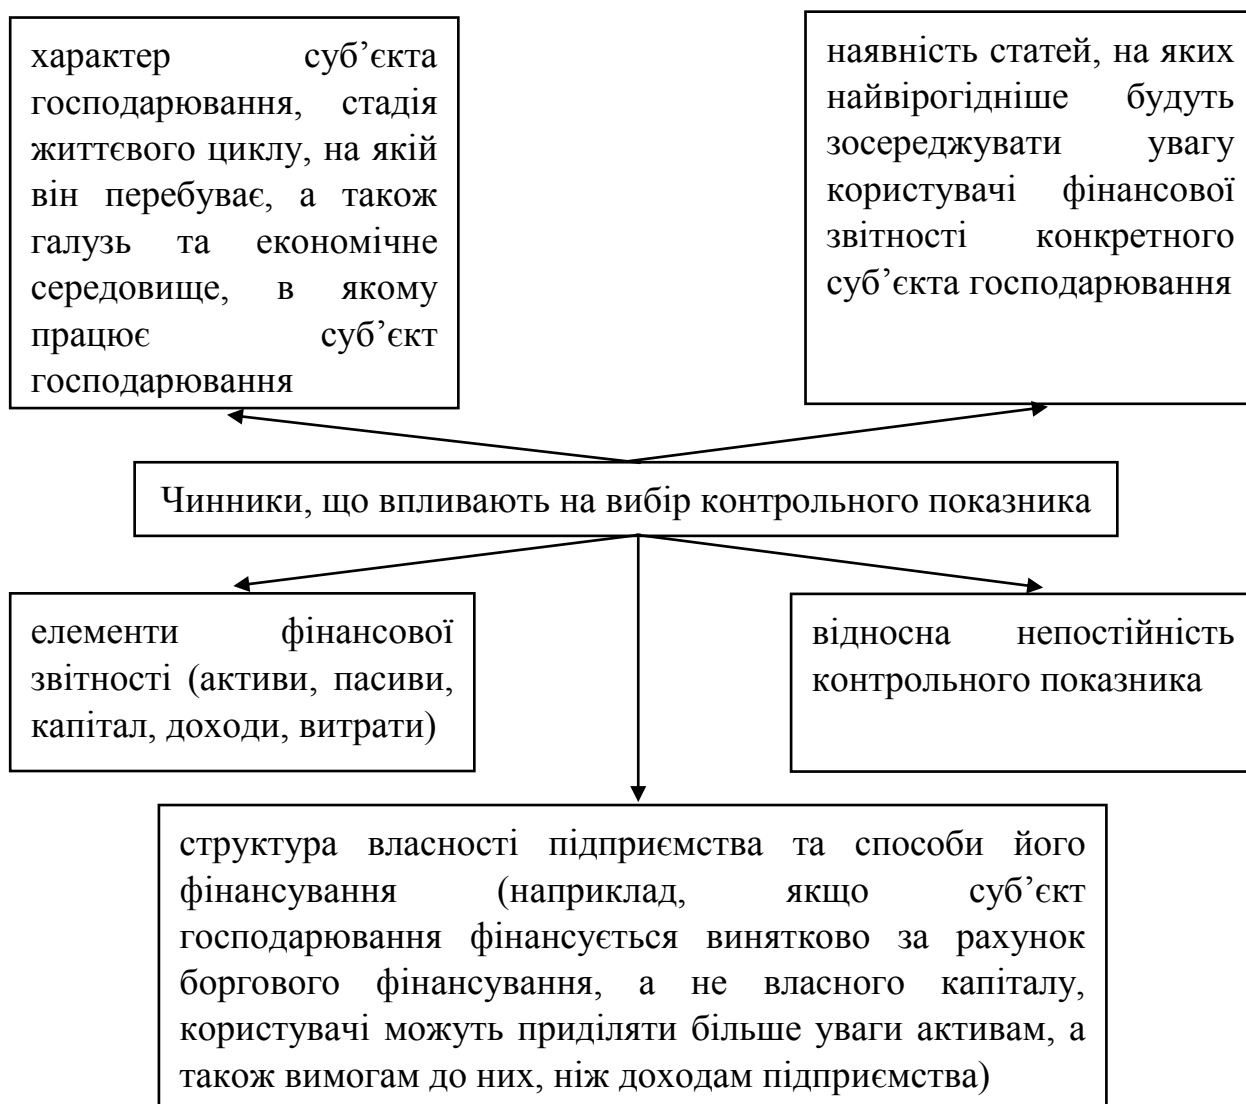 характер суб’єкта
господарювання, стадія
життєвого циклу, на якій
він перебуває, а також
галузь та економічне
середовище, в якому
працює суб’єкт
господарювання
наявність статей, на яких
найвірогідніше будуть
зосереджувати увагу
користувачі фінансової
звітності конкретного
суб’єкта господарювання
Чинники, що впливають на вибір контрольного показника
елементи фінансової
звітності (активи, пасиви,
капітал, доходи, витрати)
відносна непостійність
контрольного показника
структура власності підприємства та способи його
фінансування (наприклад, якщо суб’єкт
господарювання фінансується винятково за рахунок
боргового фінансування, а не власного капіталу,
користувачі можуть приділяти більше уваги активам, а
також вимогам до них, ніж доходам підприємства)